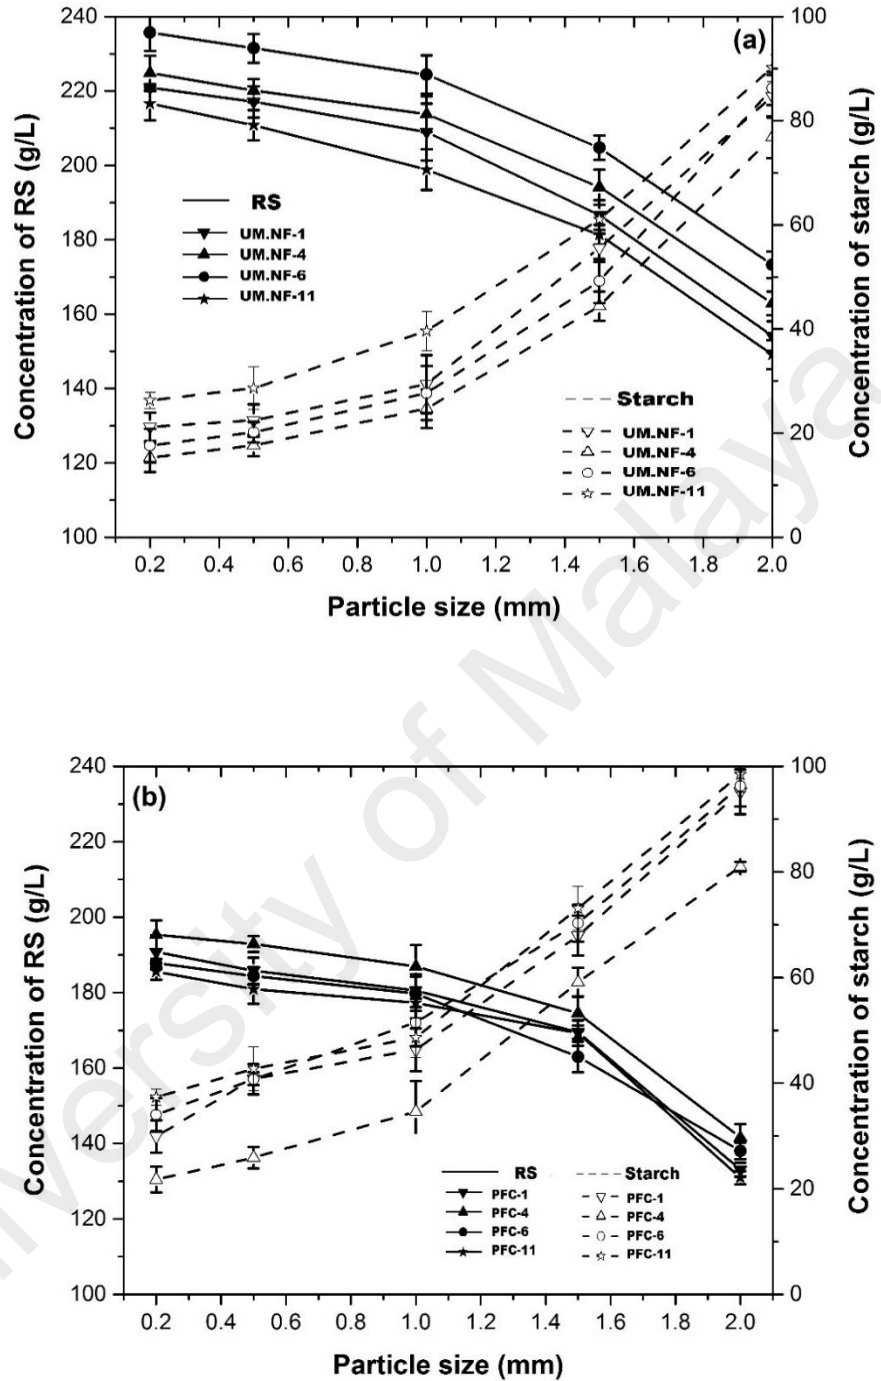 240
220
200
180
160
140
120
100
Concentration of RS (g/L)
(a)
100
80
60
40
20
0
Concentration of starch (g/L)
RS
UM.NF-1
UM.NF-4
UM.NF-6
UM.NF-11
Starch
UM.NF-1
UM.NF-4
UM.NF-6
UM.NF-11
0.2 0.4 0.6 0.8 1.0 1.2 1.4 1.6 1.8 2.0
Particle size (mm)
University of Malaya
240
220
200
180
160
140
120
100
Concentration of RS (g/L)
(b)
100
80
60
40
20
0
Concentration of starch (g/L)
RS
PFC-1
PFC-4
PFC-6
PFC-11
Starch
PFC-1
PFC-4
PFC-6
PFC-11
0.2 0.4 0.6 0.8 1.0 1.2 1.4 1.6 1.8 2.0
Particle size (mm)